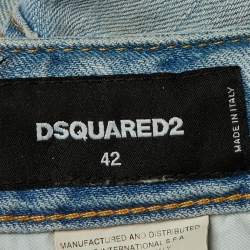 DSQUARED2
42
MADE IN ITALY
MANUFACTURED AND DISTRIBUTED
INTERNATIONAL S.P.A.